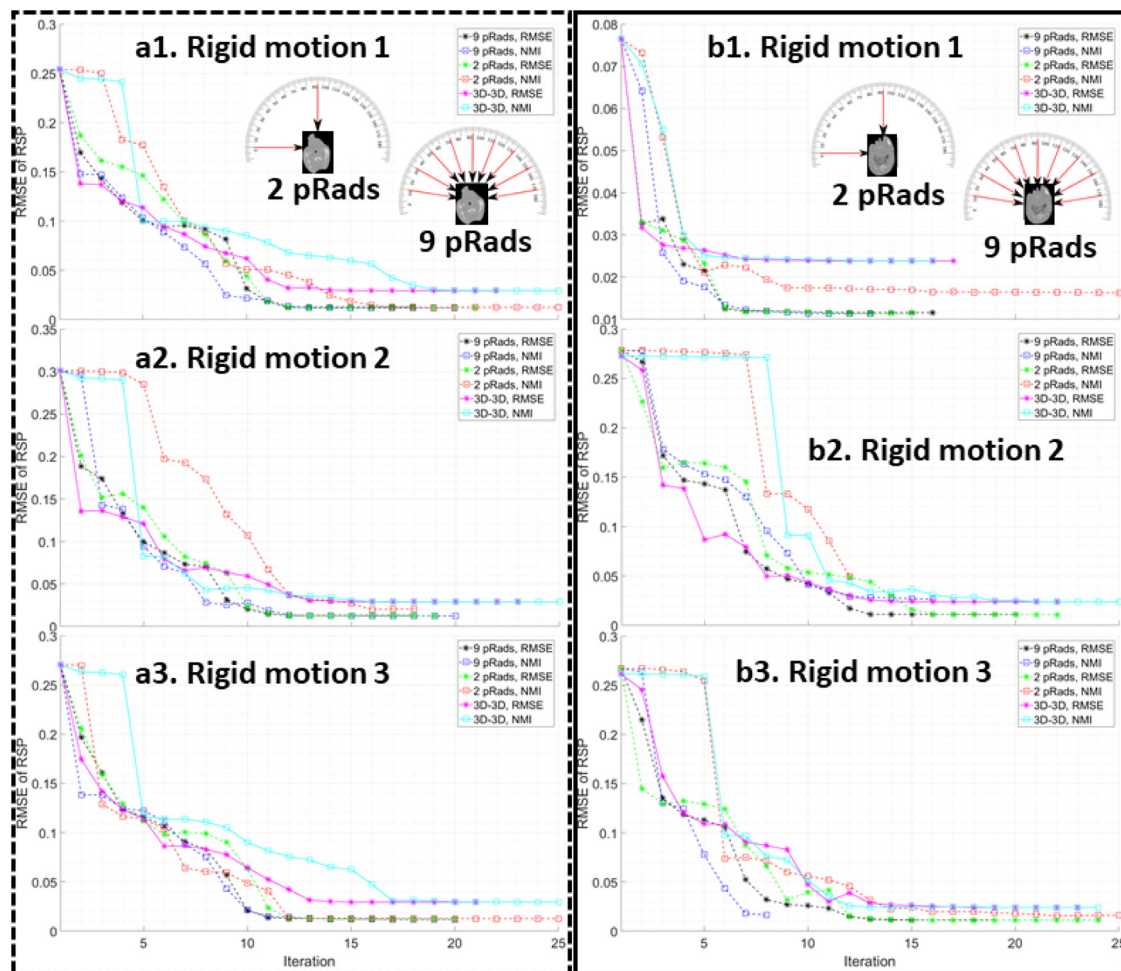 a1. Rigid motion 1
9 pRads, RMSE
9 pRads, NMI
2 pRads, RMSE
2 pRads, NMI
3D-3D, RMSE
3D-3D, NMI
2 pRads
9 pRads
RMSE of RSP
0.3
0.25
0.2
0.15
0.1
0.05
0
b1. Rigid motion 1
9 pRads, RMSE
9 pRads, NMI
2 pRads, RMSE
2 pRads, NMI
3D-3D, RMSE
3D-3D, NMI
2 pRads
9 pRads
RMSE of RSP
0.08
0.07
0.06
0.05
0.04
0.03
0.02
0.01
a2. Rigid motion 2
9 pRads, RMSE
9 pRads, NMI
2 pRads, RMSE
2 pRads, NMI
3D-3D, RMSE
3D-3D, NMI
RMSE of RSP
0.35
0.3
0.25
0.2
0.15
0.1
0.05
0
b2. Rigid motion 2
9 pRads, RMSE
9 pRads, NMI
2 pRads, RMSE
2 pRads, NMI
3D-3D, RMSE
3D-3D, NMI
RMSE of RSP
0.3
0.25
0.2
0.15
0.1
0.05
0
a3. Rigid motion 3
9 pRads, RMSE
9 pRads, NMI
2 pRads, RMSE
2 pRads, NMI
3D-3D, RMSE
3D-3D, NMI
RMSE of RSP
0.3
0.25
0.2
0.15
0.1
0.05
0
5 10 15 20 25
Iteration
b3. Rigid motion 3
9 pRads, RMSE
9 pRads, NMI
2 pRads, RMSE
2 pRads, NMI
3D-3D, RMSE
3D-3D, NMI
RMSE of RSP
0.3
0.25
0.2
0.15
0.1
0.05
0
5 10 15 20 25
Iteration